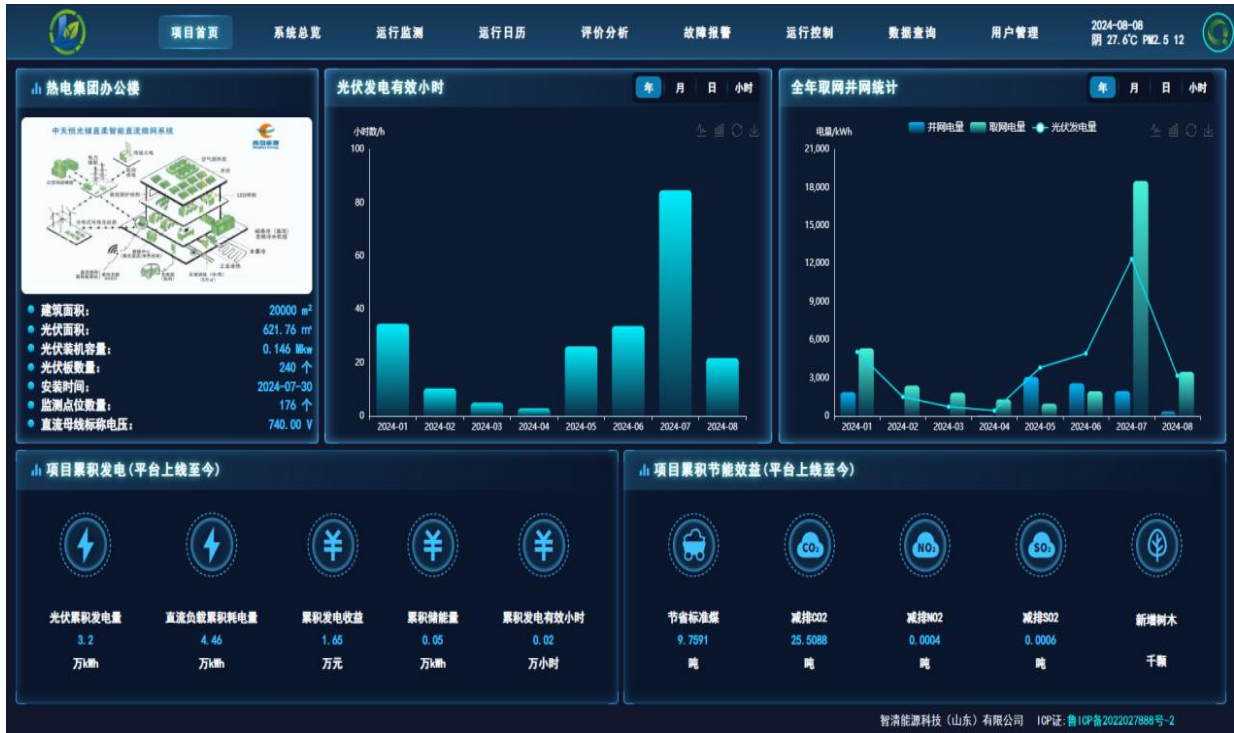 项目首页 系统总览 运行监测 运行日历 评价分析 故障报警 运行控制 数据查询 用户管理
2024-08-08
阴 27.6℃ PM2.5 12
热电集团办公楼
中天恒光储直柔智能直流微网系统
建筑面积： 20000 m²
光伏面积： 621.76 ㎡
光伏装机容量： 0.146 Mkw
光伏板数量： 240 个
安装时间： 2024-07-30
监测点位数量： 176 个
直流母线标称电压： 740.00 V
光伏发电有效小时
年 月 日 小时
小时数/h
100
80
60
40
20
0
2024-01 2024-02 2024-03 2024-04 2024-05 2024-06 2024-07 2024-08
全年取网并网统计
年 月 日 小时
电量/kWh
并网电量 取网电量 光伏发电量
21,000
18,000
15,000
12,000
9,000
6,000
3,000
0
2024-01 2024-02 2024-03 2024-04 2024-05 2024-06 2024-07 2024-08
项目累积发电(平台上线至今)
光伏累积发电量 直流负载累积耗电量 累积发电收益 累积储能量 累积发电有效小时
3.2 4.46 1.65 0.05 0.02
万kWh 万kWh 万元 万kWh 万小时
项目累积节能效益(平台上线至今)
CO₂ NO₂ SO₂
节省标准煤 减排CO2 减排NO2 减排SO2 新增树木
9.7591 25.5088 0.0004 0.0006
吨 吨 吨 吨 千颗
智清能源科技（山东）有限公司 ICP证:鲁ICP备2022027888号-2